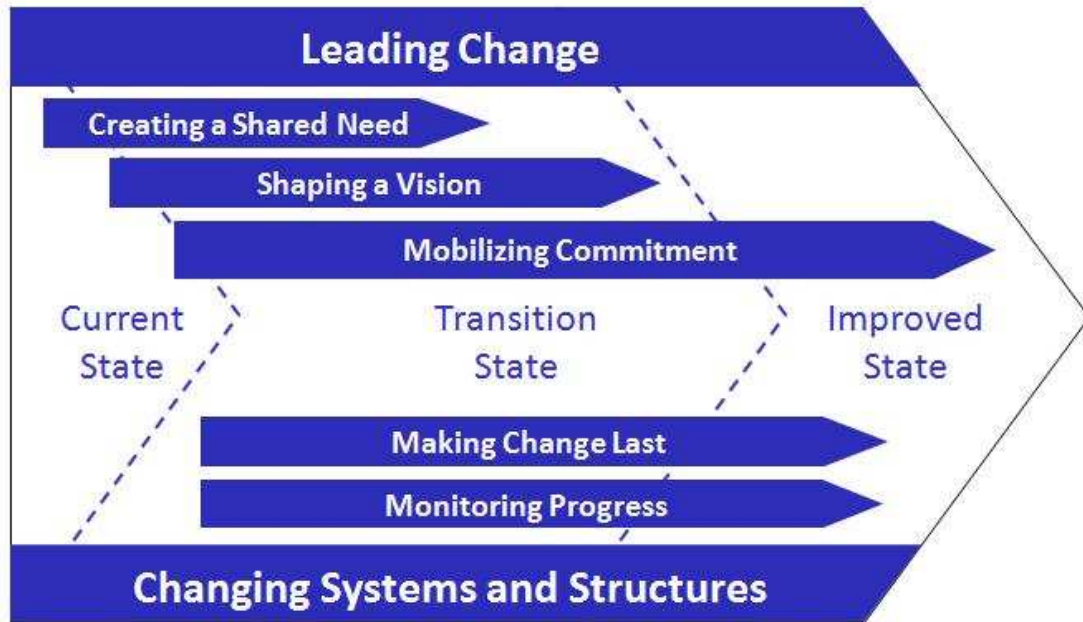 Leading Change
Creating a Shared Need
Shaping a Vision
Mobilizing Commitment
Current
State
Transition
State
Improved
State
Making Change Last
Monitoring Progress
Changing Systems and Structures